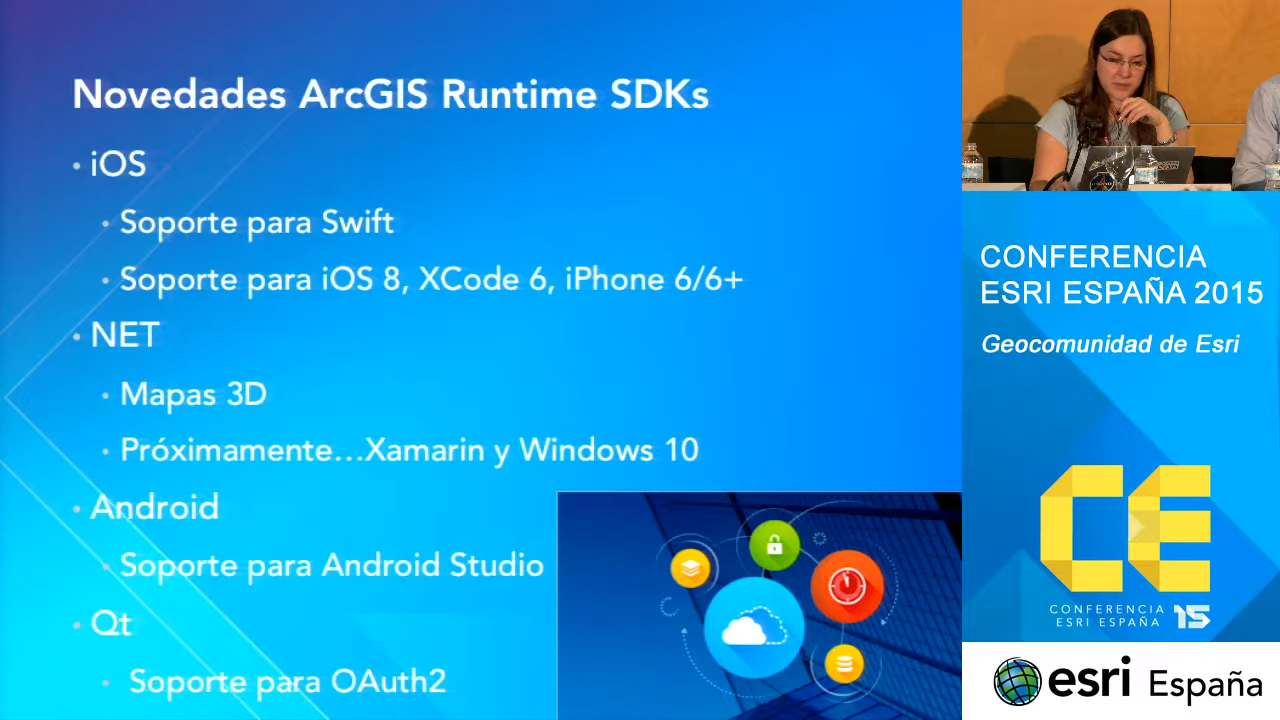 Novedades ArcGIS Runtime SDKs
• iOS
• Soporte para Swift
• Soporte para iOS 8, XCode 6, iPhone 6/6+
• NET
• Mapas 3D
• Próximamente...Xamarin y Windows 10
• Android
• Soporte para Android Studio
• Qt
• Soporte para OAuth2
CONFERENCIA
ESRI ESPAÑA 2015
Geocomunidad de Esri
CE
CONFERENCIA
ESRI ESPAÑA 15
esri España